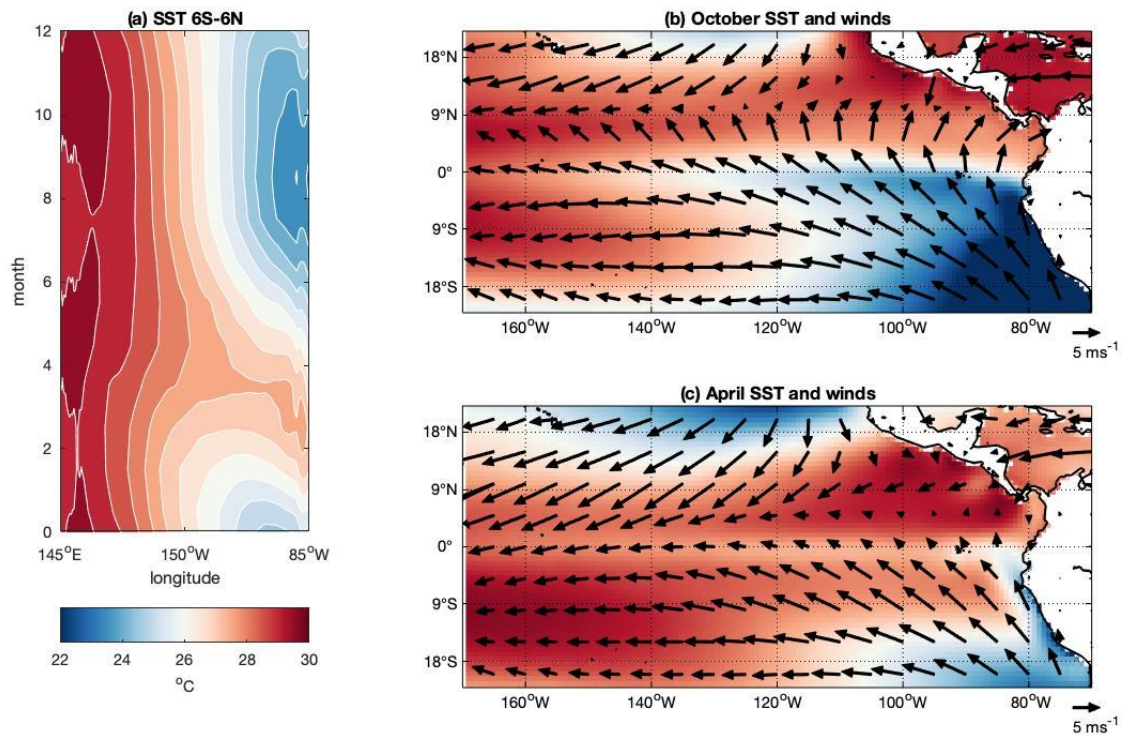 (a) SST 6S-6N
12
10
8
6
4
2
0
month
145°E
150°W
85°W
longitude
22
24
26
28
30
°C
(b) October SST and winds
18°N
9°N
0°
9°S
18°S
160°W
140°W
120°W
100°W
80°W
5 ms⁻¹
(c) April SST and winds
18°N
9°N
0°
9°S
18°S
160°W
140°W
120°W
100°W
80°W
5 ms⁻¹